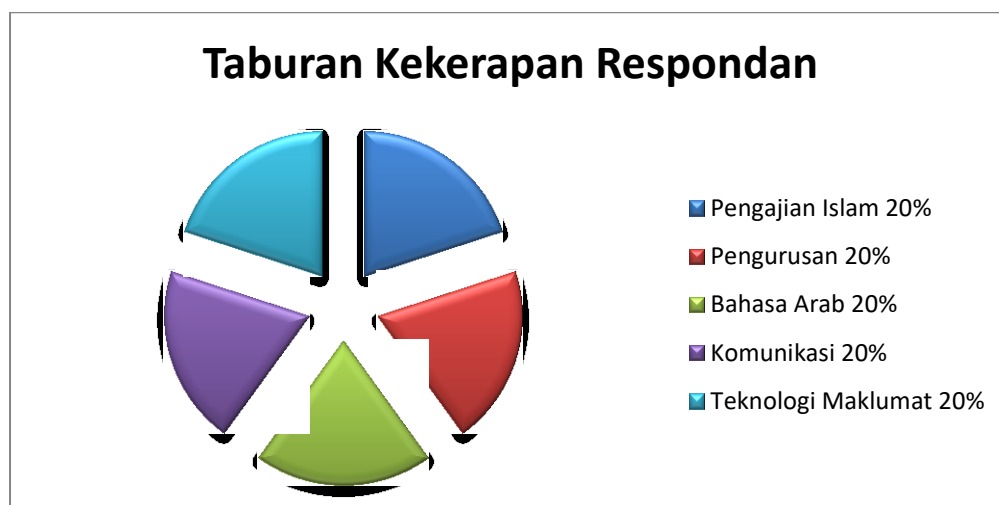 Taburan Kekerapan Respondan
Pengajian Islam 20%
Pengurusan 20%
Bahasa Arab 20%
Komunikasi 20%
Teknologi Maklumat 20%